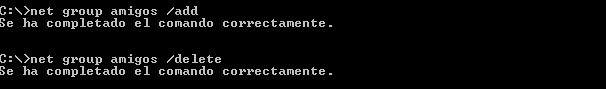 C:\>net group amigos /add
Se ha completado el comando correctamente.
C:\>net group amigos /delete
Se ha completado el comando correctamente.